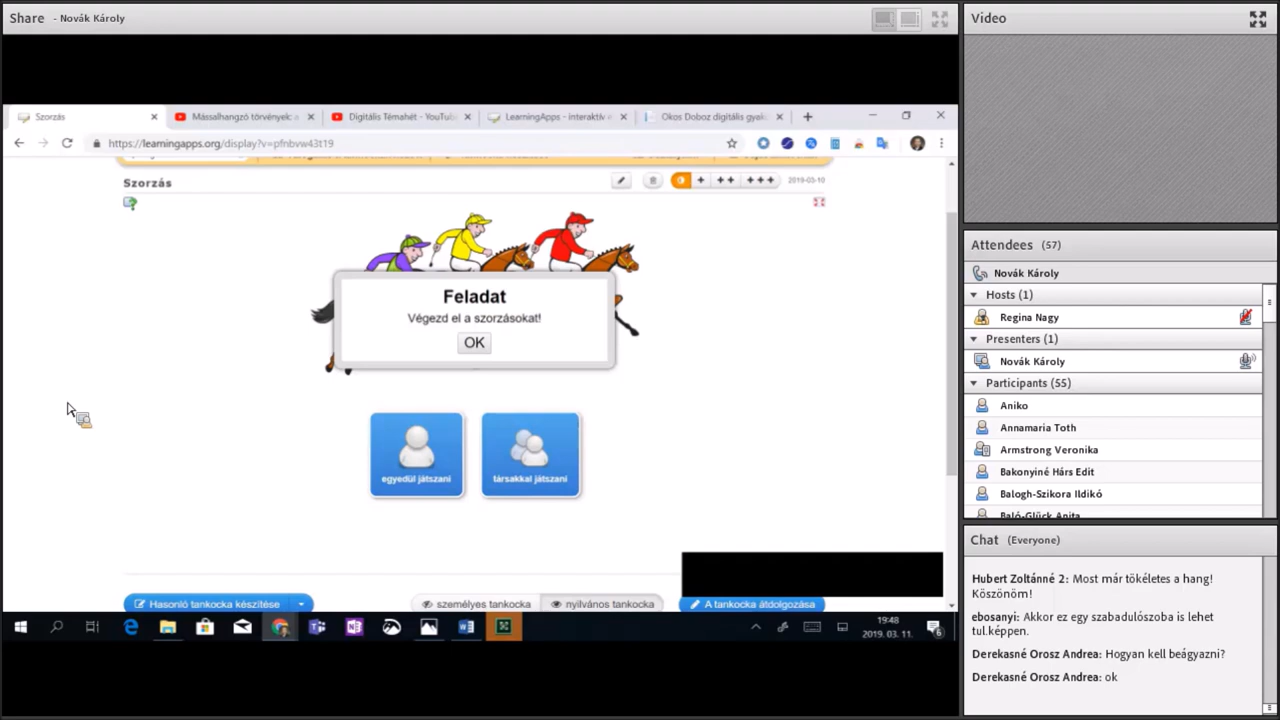 Share - Novák Károly
Szorzás
Mássalhangzó törvények: a
Digitális Témahét - YouTub
LearningApps - interaktív
Okos Doboz digitális gyak
https://learningapps.org/display?v=pfnbvw43t19
Szorzás
2019-03-10
Feladat
Végezd el a szorzásokat!
OK
egyedül játszani
társakkal játszani
Hasonló tankocka készítése
személyes tankocka
nyilvános tankocka
A tankocka átdolgozása
19:48
2019. 03. 11.
6
Video
Attendees (57)
Novák Károly
Hosts (1)
Regina Nagy
Presenters (1)
Novák Károly
Participants (55)
Aniko
Annamaria Toth
Armstrong Veronika
Bakonyiné Hárs Edit
Balogh-Szikora Ildikó
Baló-Glück Anita
Chat (Everyone)
Hubert Zoltánné 2: Most már tökéletes a hang!
Köszönöm!
ebosanyi: Akkor ez egy szabadulószoba is lehet
tul.képpen.
Derekasné Orosz Andrea: Hogyan kell beágyazni?
Derekasné Orosz Andrea: ok